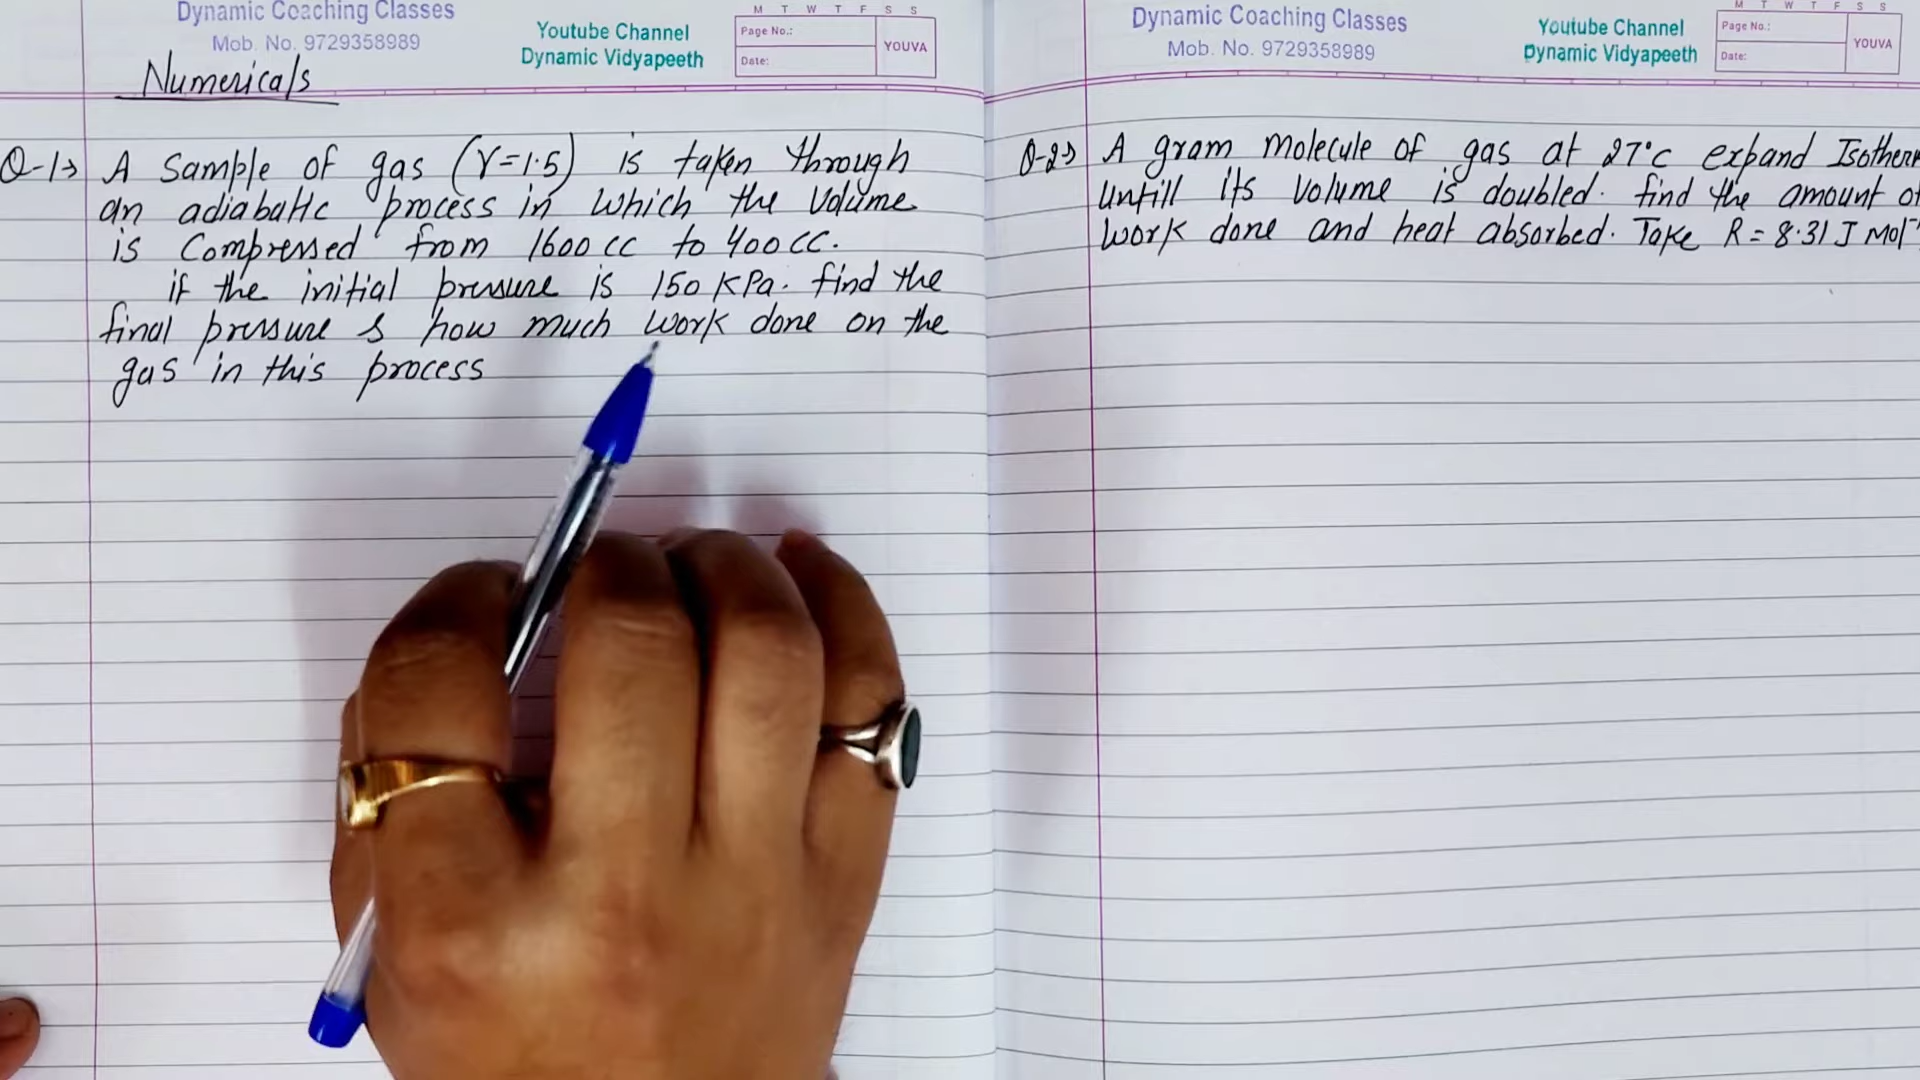 Dynamic Coaching Classes
Mob. No. 9729358989
Youtube Channel
Dynamic Vidyapeeth
M T W T F S S
Page No.:
Date:
YOUVA
Numericals
Q-1→ A Sample of gas (γ=1.5) is taken through
an adiabatic process in which the Volume
is Compressed from 1600 cc to 400 cc.
if the initial pressure is 150 KPa. find the
final pressure & how much work done on the
gas in this process
Dynamic Coaching Classes
Mob. No. 9729358989
Youtube Channel
Dynamic Vidyapeeth
M T W T F S S
Page No.:
Date:
YOUVA
Q-2→ A gram molecule of gas at 27°c expand Isother
Untill its Volume is doubled. find the amount of
work done and heat absorbed. Take R = 8.31 J Mol⁻